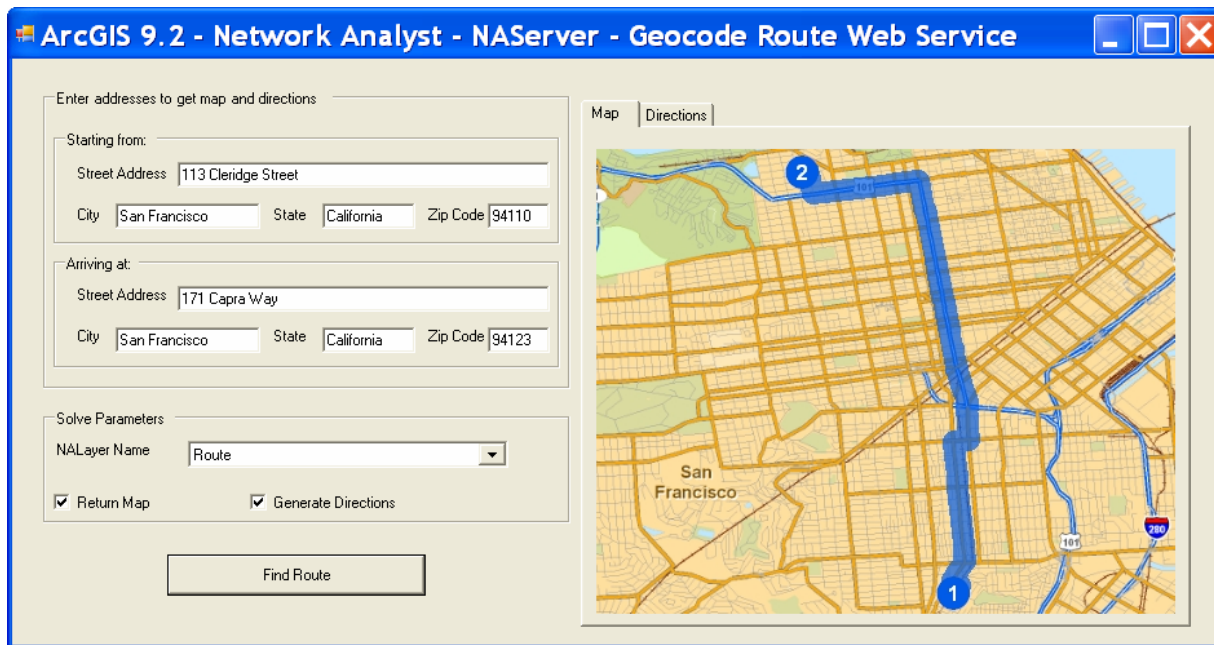 ArcGIS 9.2 - Network Analyst - NAServer - Geocode Route Web Service
Enter addresses to get map and directions
Starting from:
Street Address 113 Cleridge Street
City San Francisco State California Zip Code 94110
Arriving at:
Street Address 171 Capra Way
City San Francisco State California Zip Code 94123
Solve Parameters
NALayer Name Route
Return Map Generate Directions
Find Route
Map Directions
2
101
San
Francisco
101
280
1